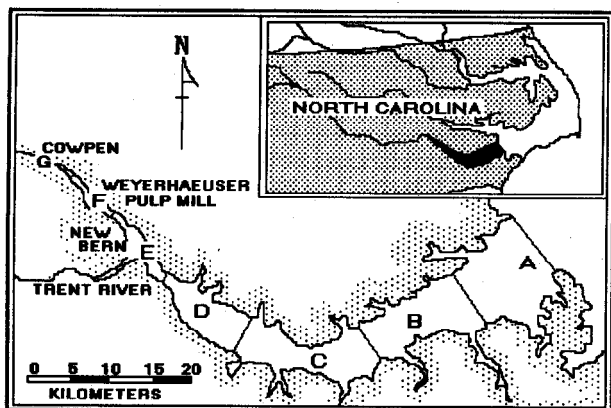 N
NORTH CAROLINA
COWPEN
G
WEYERHAEUSER
PULP MILL
F
NEW
BERN
E
TRENT RIVER
A
D
B
C
0 5 10 15 20
KILOMETERS